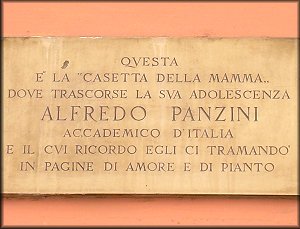 QVESTA
E' LA "CASETTA DELLA MAMMA„
DOVE TRASCORSE LA SVA ADOLESCENZA
ALFREDO PANZINI
ACCADEMICO D'ITALIA
E IL CVI RICORDO EGLI CI TRAMANDO'
IN PAGINE DI AMORE E DI PIANTO